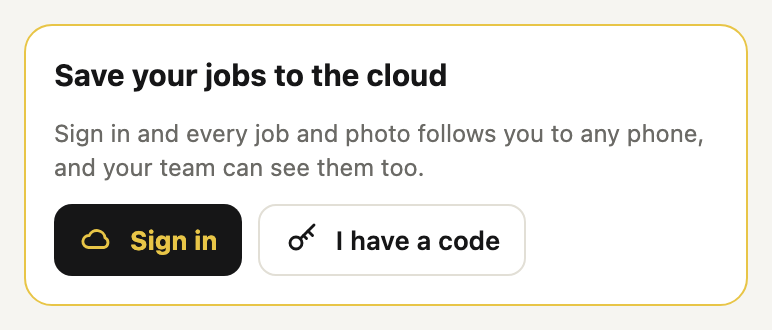 Save your jobs to the cloud
Sign in and every job and photo follows you to any phone,
and your team can see them too.
Sign in
I have a code